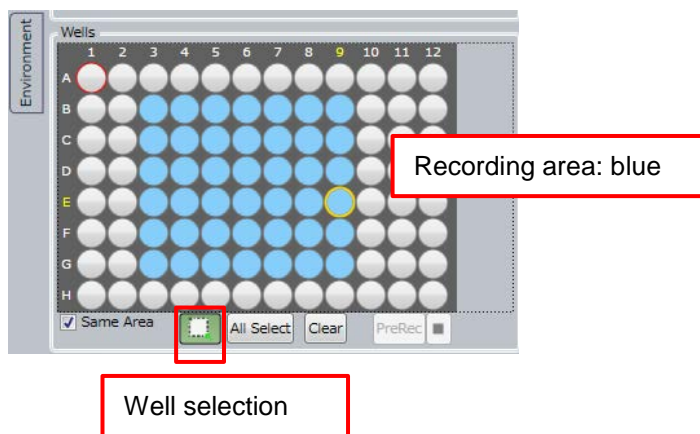 Environment
Wells
1 2 3 4 5 6 7 8 9 10 11 12
A
B
C
D
Recording area: blue
E
F
G
H
Same Area
All Select
Clear
PreRec
Well selection